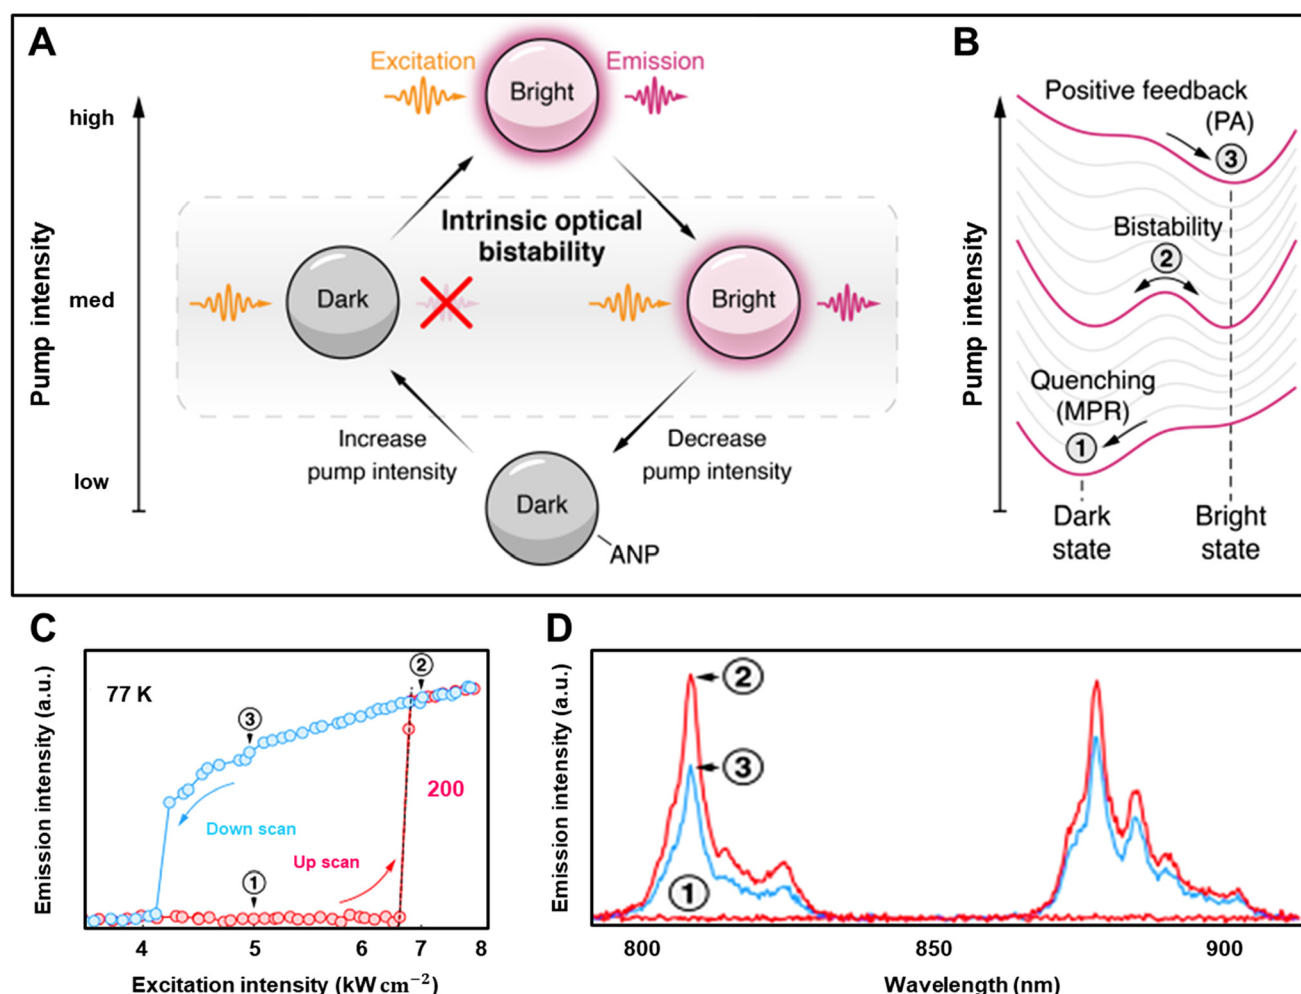 A
Excitation
Emission
Bright
high
Pump intensity
Intrinsic optical
bistability
med
Dark
Bright
Increase
pump intensity
Decrease
pump intensity
low
Dark
ANP
B
Positive feedback
(PA)
3
Bistability
2
Pump intensity
Quenching
(MPR)
1
Dark
state
Bright
state
C
Emission intensity (a.u.)
77 K
2
3
200
Down scan
Up scan
1
4 5 6 7 8
Excitation intensity (kW cm⁻²)
D
Emission intensity (a.u.)
2
3
1
800 850 900
Wavelength (nm)